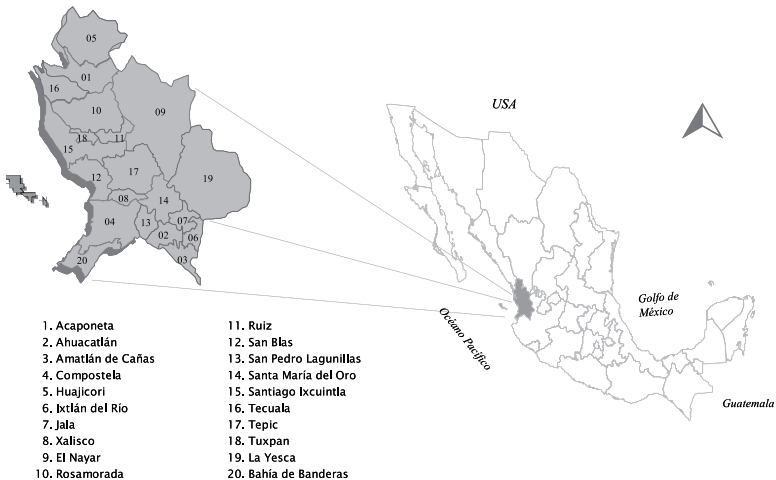 05
01
16
10
09
18
11
15
12
17
19
08
14
04
13
07
02
06
20
03
USA
Golfo de
México
Océano Pacífico
Guatemala
1. Acaponeta
2. Ahuacatlán
3. Amatlán de Cañas
4. Compostela
5. Huajicori
6. Ixtlán del Río
7. Jala
8. Xalisco
9. El Nayar
10. Rosamorada
11. Ruiz
12. San Blas
13. San Pedro Lagunillas
14. Santa María del Oro
15. Santiago Ixcuintla
16. Tecuala
17. Tepic
18. Tuxpan
19. La Yesca
20. Bahía de Banderas